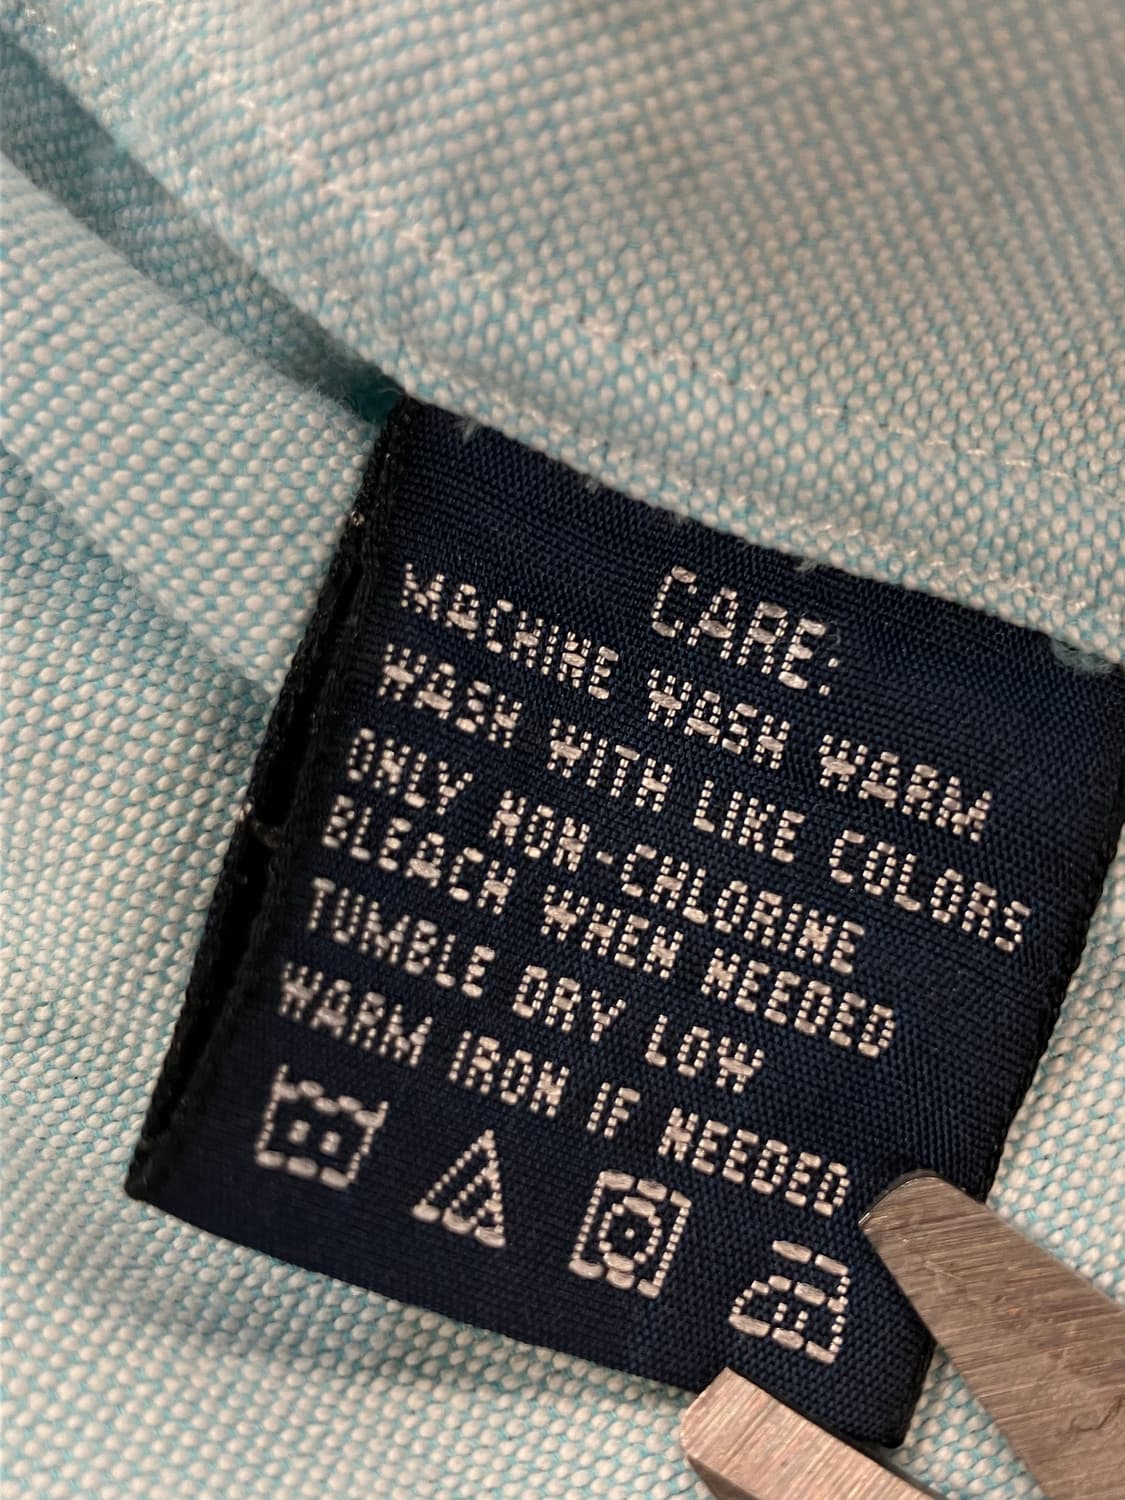 CARE:
MACHINE WASH WARM
WASH WITH LIKE COLORS
ONLY NON-CHLORINE
BLEACH WHEN NEEDED
TUMBLE DRY LOW
WARM IRON IF NEEDED